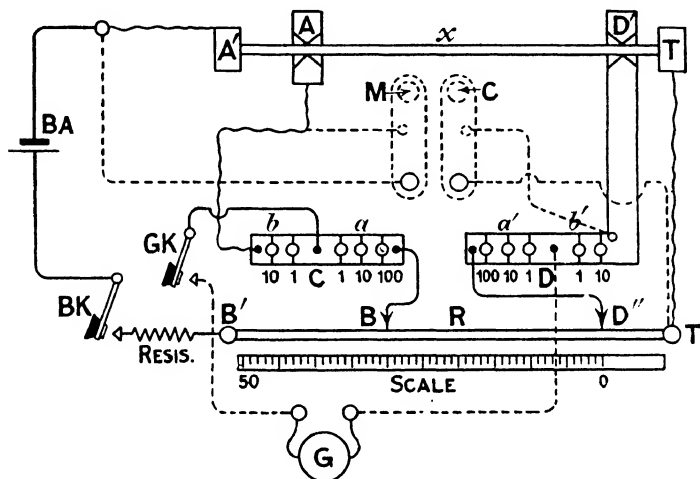 A' A x D' T
M C
BA
b a a' b'
GK
10 1 C 1 10 100 100 10 1 D 1 10
BK B' B R D" T
RESIS.
50 SCALE 0
G